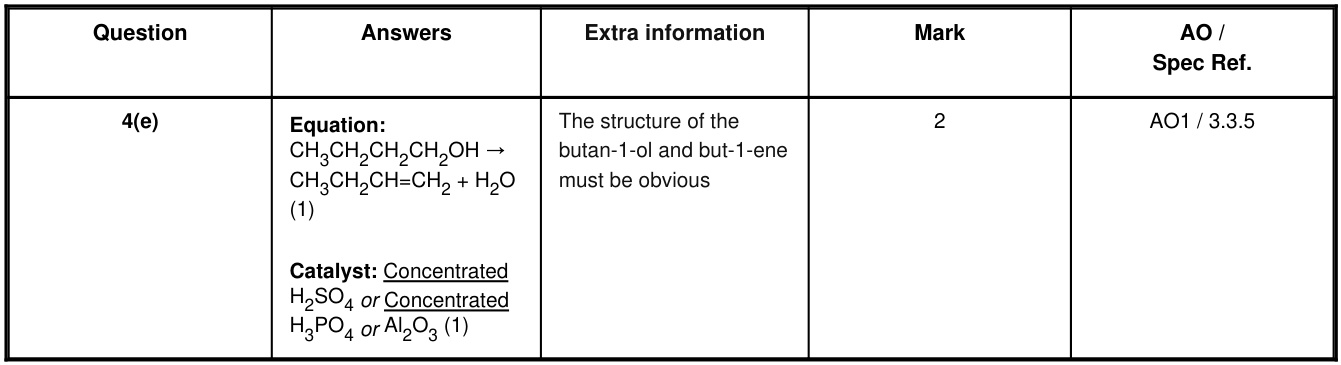 Question
Answers
Extra information
Mark
AO /
Spec Ref.
4(e)
Equation:
CH₃CH₂CH₂CH₂OH →
CH₃CH₂CH=CH₂ + H₂O
(1)
Catalyst: Concentrated
H₂SO₄ or Concentrated
H₃PO₄ or Al₂O₃ (1)
The structure of the
butan-1-ol and but-1-ene
must be obvious
2
AO1 / 3.3.5